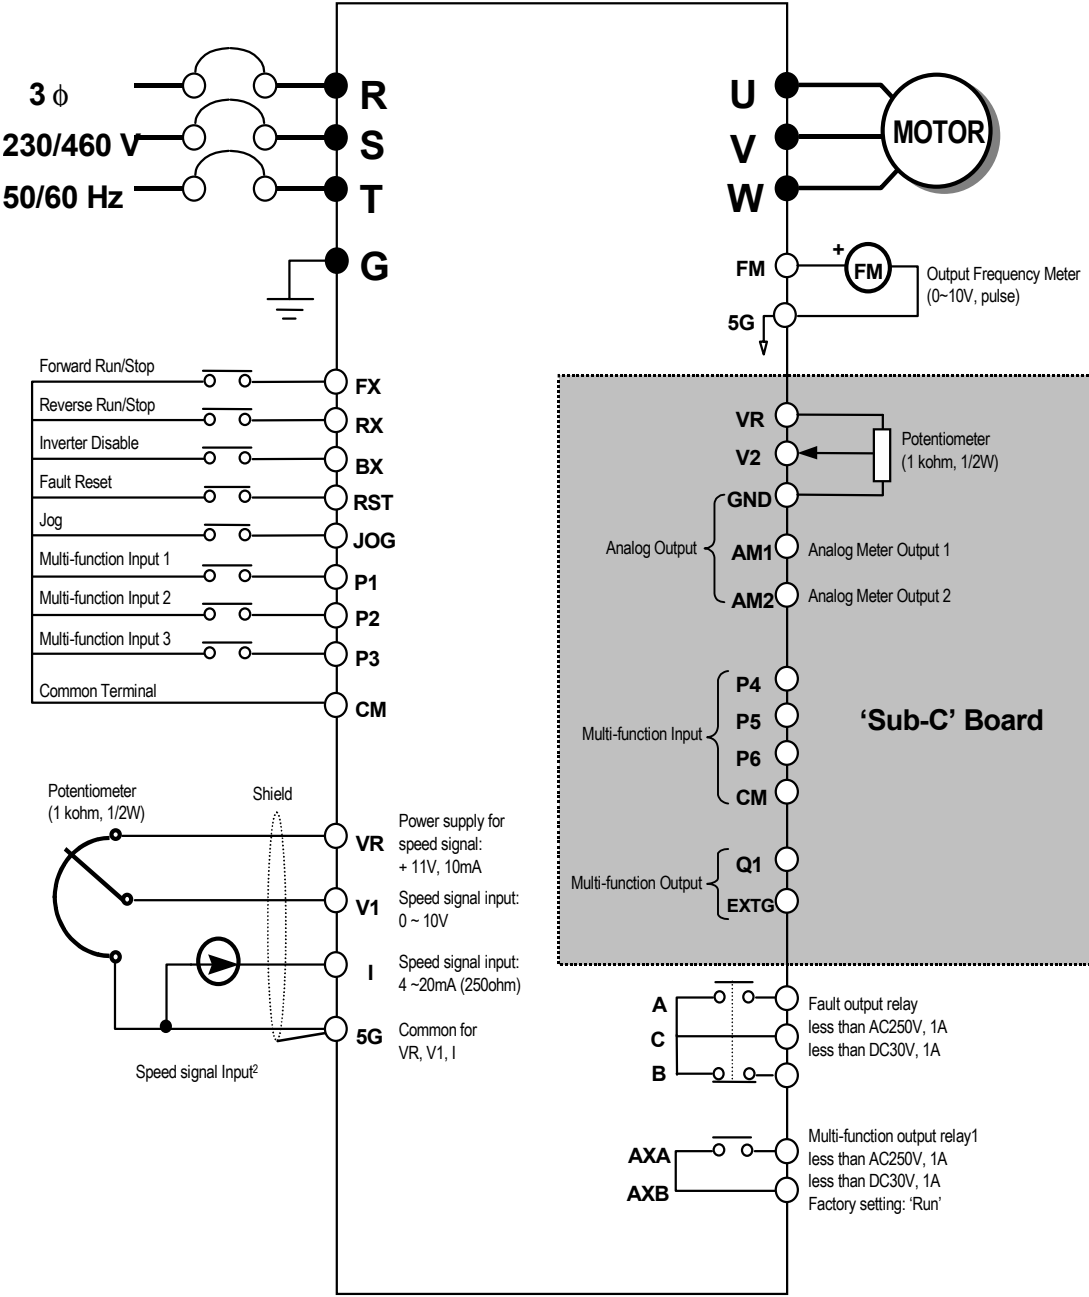 3 ϕ
230/460 V
50/60 Hz
R
S
T
G
U
V
W
MOTOR
FM
+
FM
Output Frequency Meter
(0~10V, pulse)
5G
Forward Run/Stop
FX
Reverse Run/Stop
RX
Inverter Disable
BX
Fault Reset
RST
Jog
JOG
Multi-function Input 1
P1
Multi-function Input 2
P2
Multi-function Input 3
P3
Common Terminal
CM
Potentiometer
(1 kohm, 1/2W)
Shield
VR
Power supply for
speed signal:
+ 11V, 10mA
V1
Speed signal input:
0 ~ 10V
I
Speed signal input:
4 ~20mA (250ohm)
5G
Common for
VR, V1, I
Speed signal Input²
VR
V2
GND
Potentiometer
(1 kohm, 1/2W)
Analog Output
AM1
Analog Meter Output 1
AM2
Analog Meter Output 2
Multi-function Input
P4
P5
P6
CM
‘Sub-C’ Board
Multi-function Output
Q1
EXTG
A
C
B
Fault output relay
less than AC250V, 1A
less than DC30V, 1A
AXA
AXB
Multi-function output relay1
less than AC250V, 1A
less than DC30V, 1A
Factory setting: ‘Run’